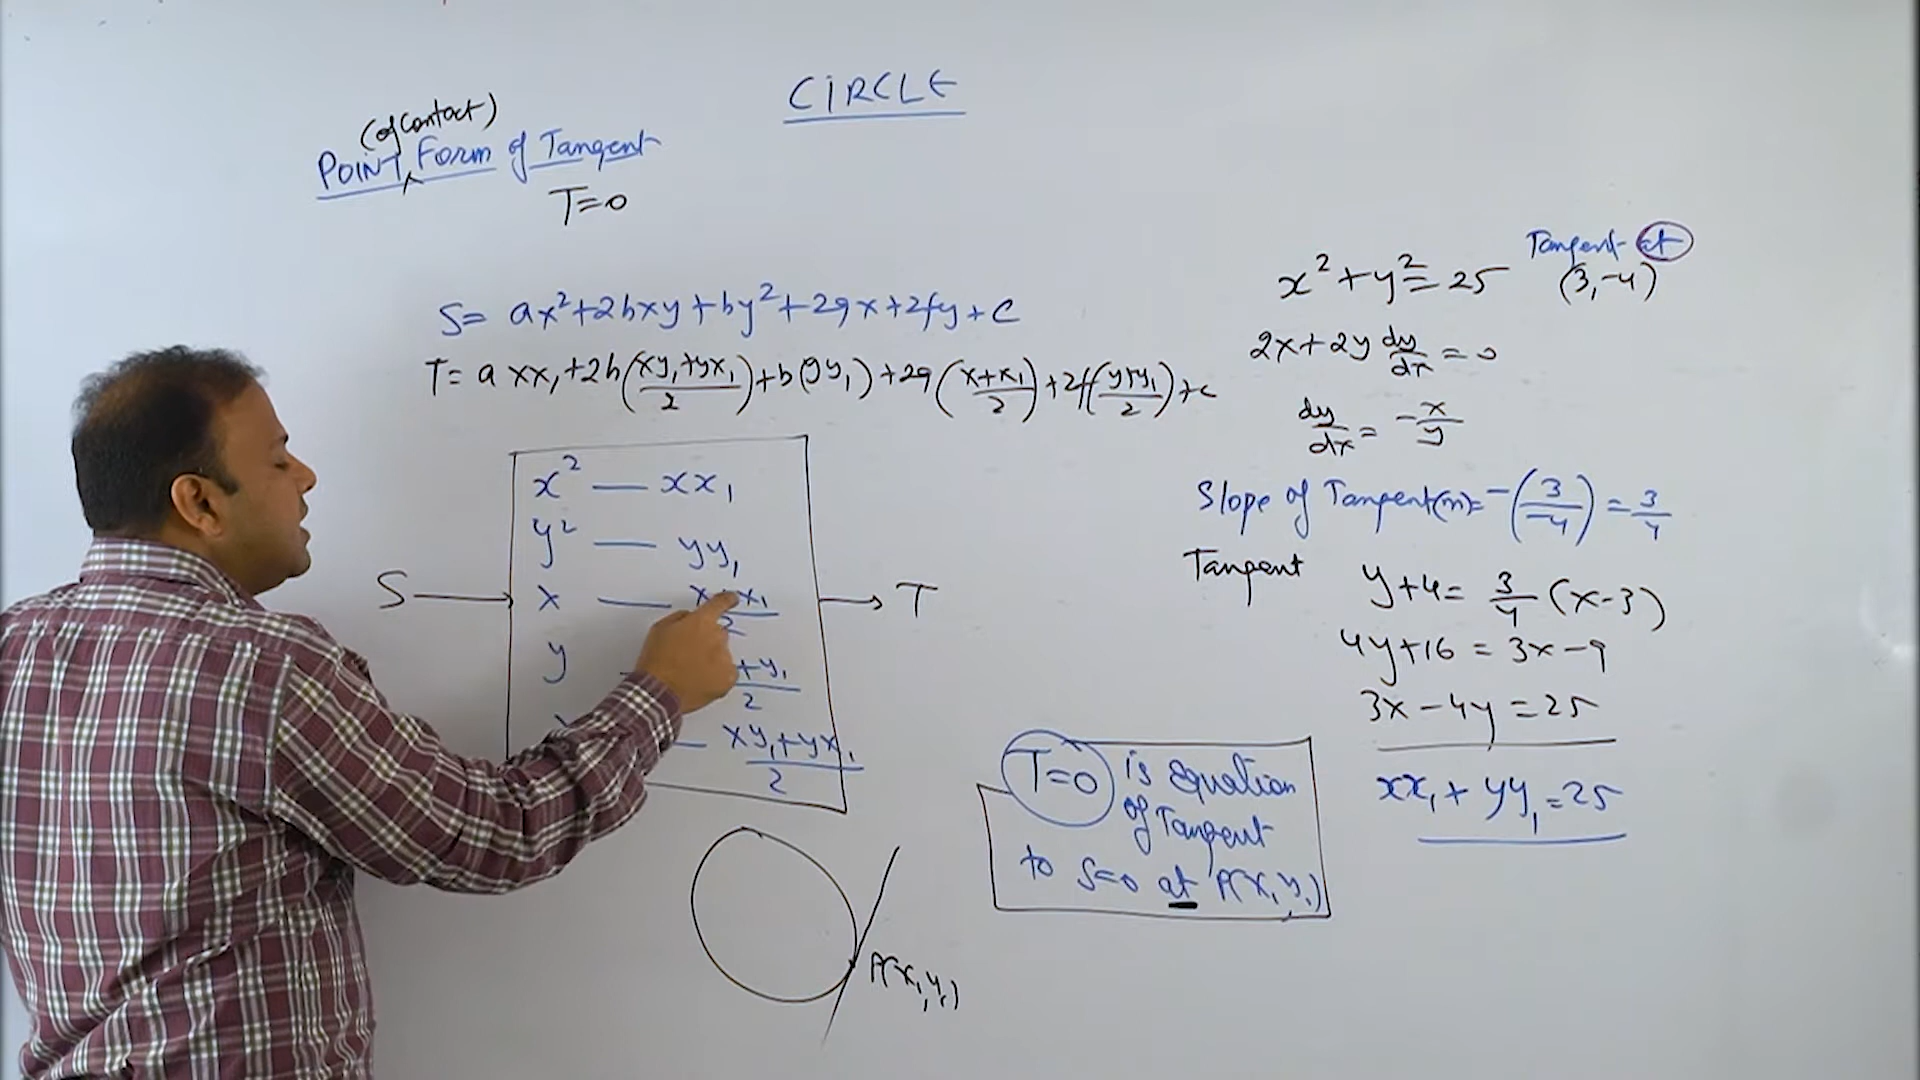 CIRCLE
(of Contact)
POINT ^ Form of Tangent
T=0
S= ax²+2hxy+by²+2gx+2fy+c
T= a xx₁+2h(xy₁+yx₁/2)+b(yy₁)+2g(x+x₁/2)+2f(y+y₁/2)+c
x² — xx₁
y² — yy₁
S → x — x+x₁/2 → T
y — +y₁/2
— xy₁+yx₁/2
P(x₁,y₁)
T=0 is Equation
of Tangent
to S=0 at P(x₁,y₁)
x²+y²=25 Tangent at
(3,-4)
2x+2y dy/dx = 0
dy/dx = -x/y
Slope of Tangent(m)= -(3/-4) = 3/4
Tangent y+4= 3/4 (x-3)
4y+16 = 3x-9
3x-4y=25
xx₁+yy₁=25